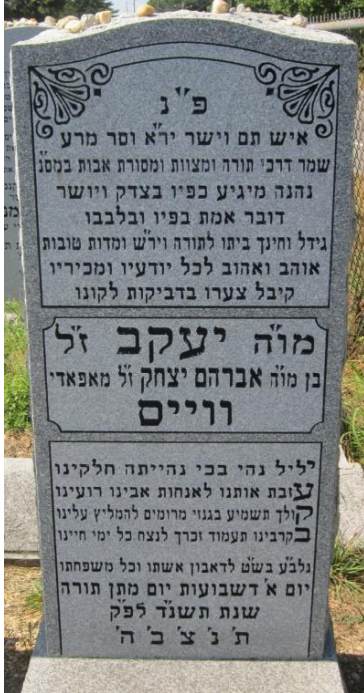 פ״נ
איש תם וישר ירא וסר מרע
שמר דרכי תורה ומצוות ומסורת אבות במס״נ
נהנה מיגיע כפיו בצדק ויושר
דובר אמת בפיו ובלבבו
גידל וחינך ביתו לתורה ויר״ש ומדות טובות
אוהב ואהוב לכל יודעיו ומכיריו
קיבל צערו בדביקות לקונו
מו״ה יעקב ז״ל
בן מו״ה אברהם יצחק ז״ל מאפאדי
ווייס
יליל נהי בכי נהייתה חלקינו
עזבת אותנו לאנחות אבינו רועינו
קולך תשמיע בגנזי מרומים להמליץ עלינו
בקרבינו תעמוד זכרך לנצח כל ימי חיינו
נלב״ע בש״ט לדאבון אשתו וכל משפחתו
יום א׳ דשבועות יום מתן תורה
שנת תשנ״ד לפ״ק
ת׳ נ׳ צ׳ ב׳ ה׳